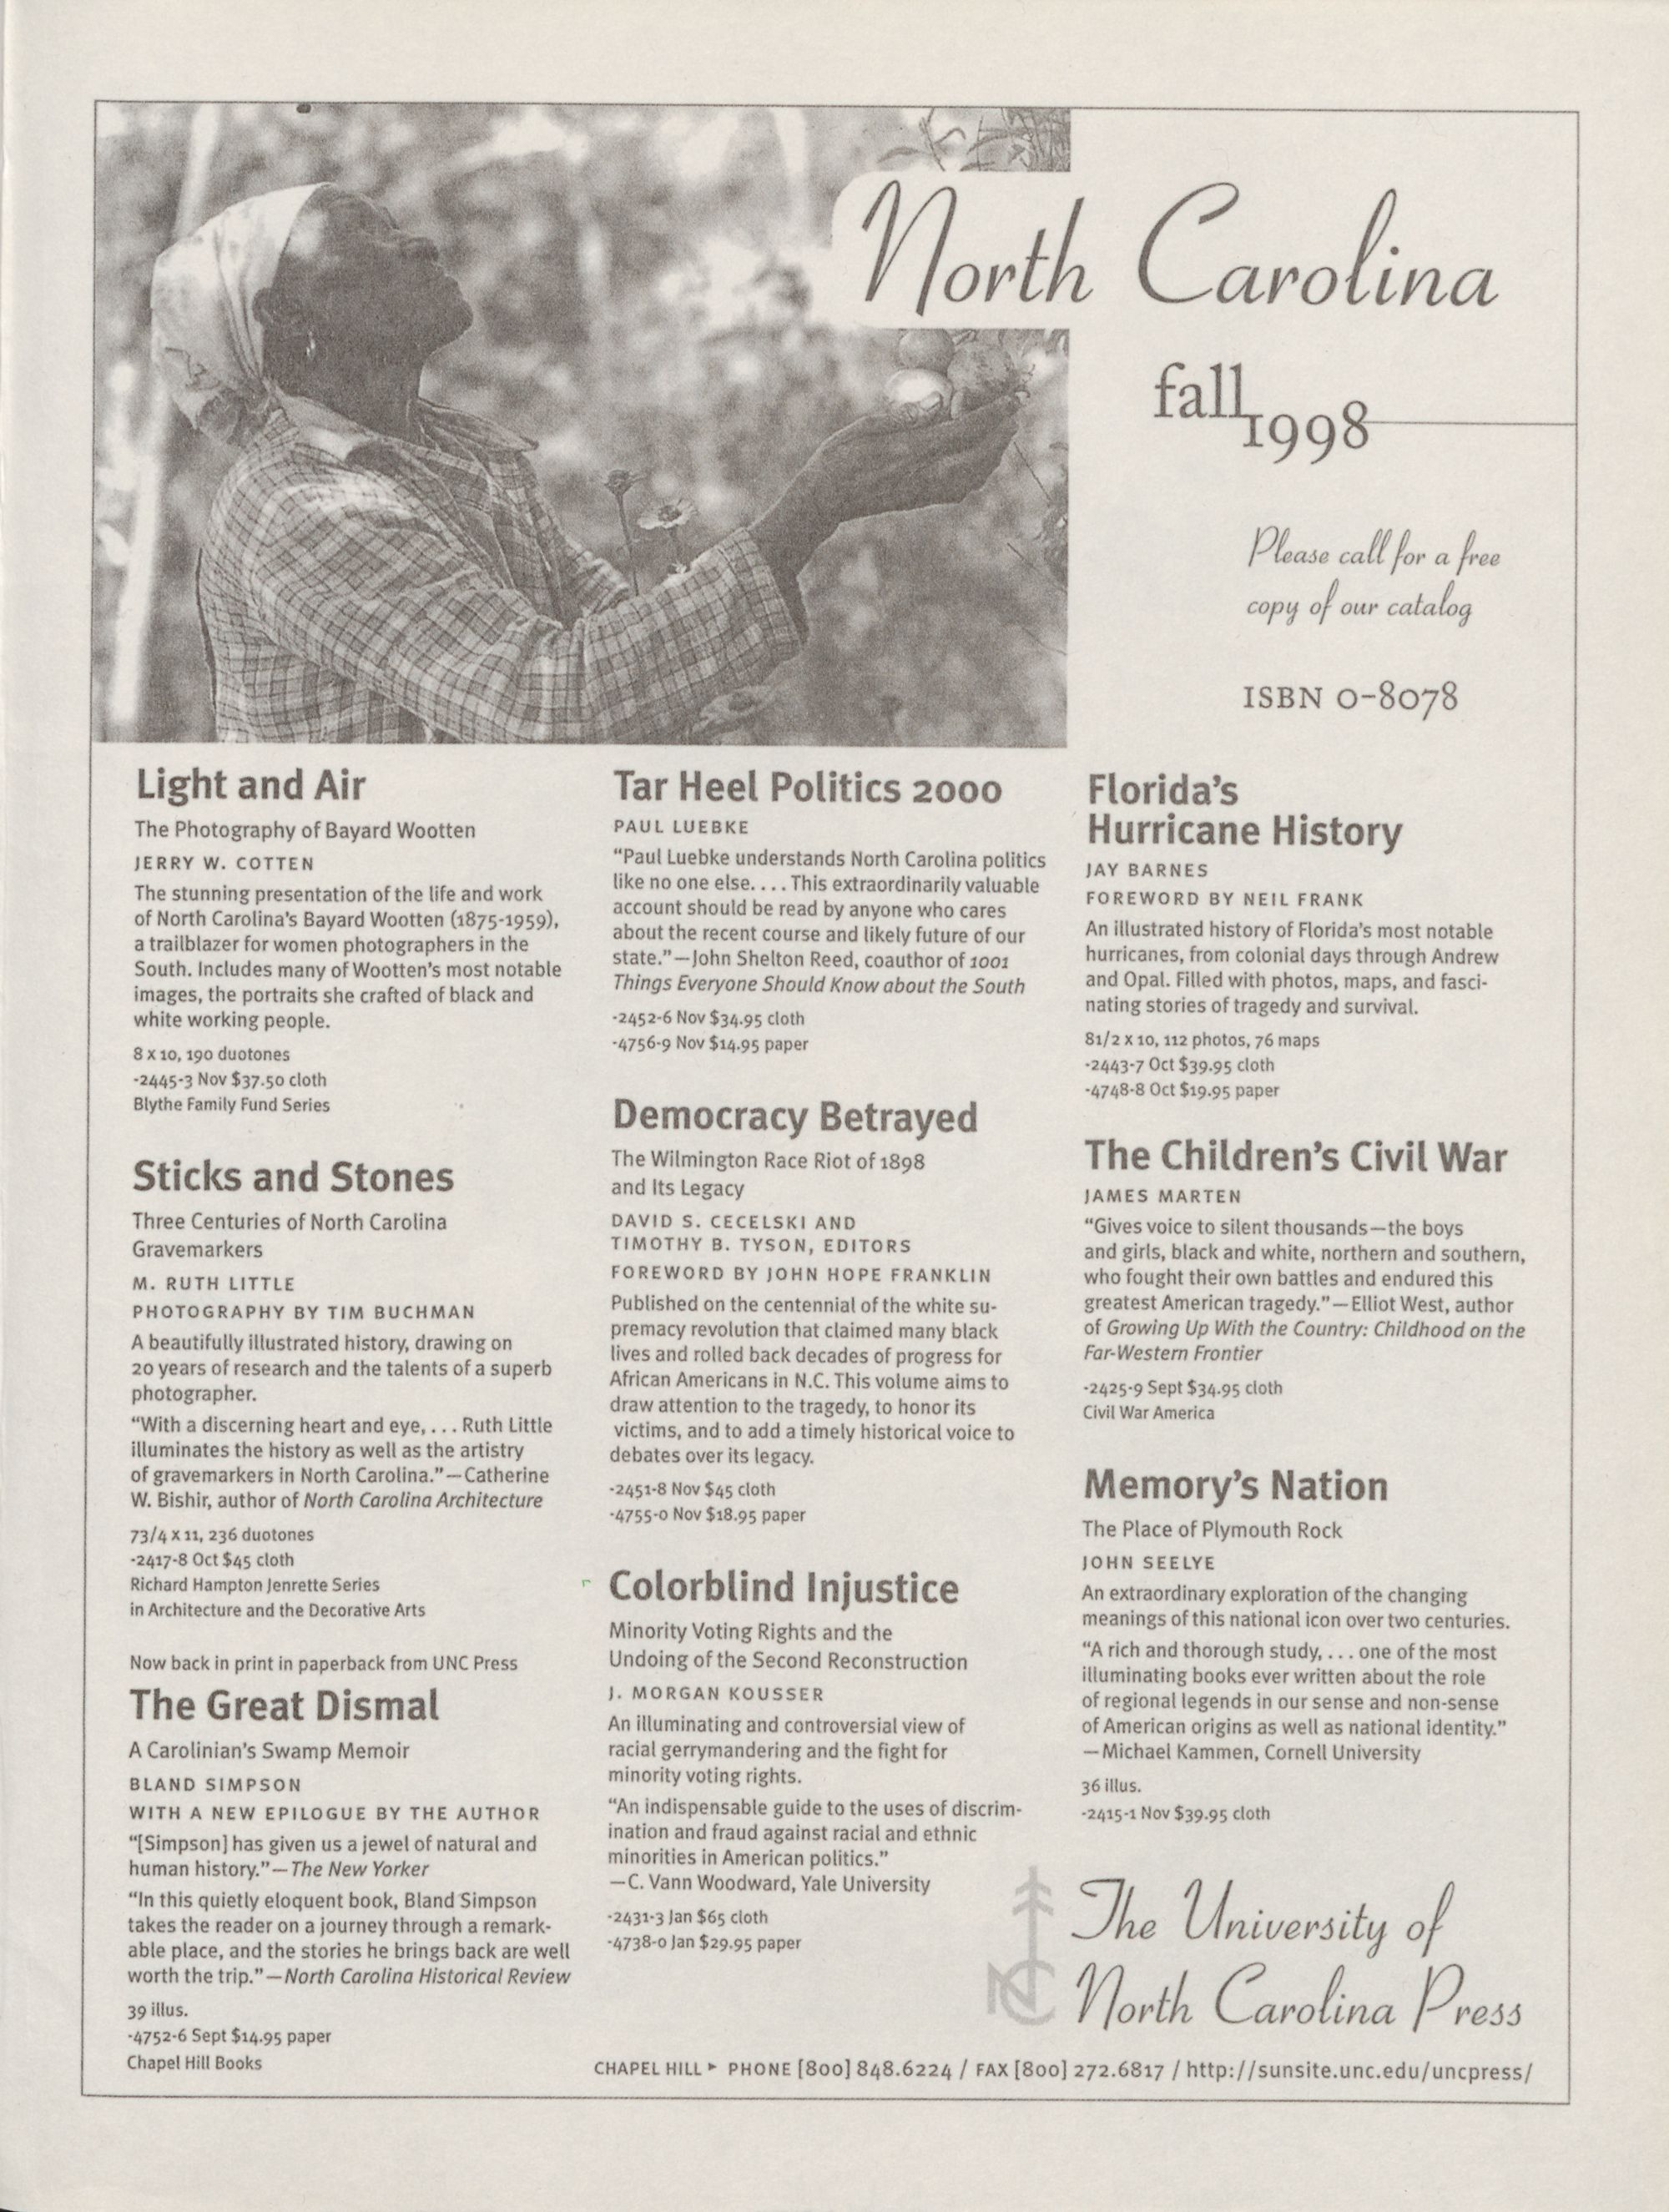 North Carolina
fall 1998
Please call for a free
copy of our catalog
ISBN 0-8078
Light and Air
The Photography of Bayard Wootten
JERRY W. COTTEN
The stunning presentation of the life and work
of North Carolina's Bayard Wootten (1875-1959),
a trailblazer for women photographers in the
South. Includes many of Wootten's most notable
images, the portraits she crafted of black and
white working people.
8 x 10, 190 duotones
-2445-3 Nov $37.50 cloth
Blythe Family Fund Series
Sticks and Stones
Three Centuries of North Carolina
Gravemarkers
M. RUTH LITTLE
PHOTOGRAPHY BY TIM BUCHMAN
A beautifully illustrated history, drawing on
20 years of research and the talents of a superb
photographer.
“With a discerning heart and eye, . . . Ruth Little
illuminates the history as well as the artistry
of gravemarkers in North Carolina.”—Catherine
W. Bishir, author of North Carolina Architecture
73/4 x 11, 236 duotones
-2417-8 Oct $45 cloth
Richard Hampton Jenrette Series
in Architecture and the Decorative Arts
Now back in print in paperback from UNC Press
The Great Dismal
A Carolinian's Swamp Memoir
BLAND SIMPSON
WITH A NEW EPILOGUE BY THE AUTHOR
“[Simpson] has given us a jewel of natural and
human history.”—The New Yorker
“In this quietly eloquent book, Bland Simpson
takes the reader on a journey through a remark-
able place, and the stories he brings back are well
worth the trip.”—North Carolina Historical Review
39 illus.
-4752-6 Sept $14.95 paper
Chapel Hill Books
Tar Heel Politics 2000
PAUL LUEBKE
“Paul Luebke understands North Carolina politics
like no one else. . . . This extraordinarily valuable
account should be read by anyone who cares
about the recent course and likely future of our
state.”—John Shelton Reed, coauthor of 1001
Things Everyone Should Know about the South
-2452-6 Nov $34.95 cloth
-4756-9 Nov $14.95 paper
Democracy Betrayed
The Wilmington Race Riot of 1898
and Its Legacy
DAVID S. CECELSKI AND
TIMOTHY B. TYSON, EDITORS
FOREWORD BY JOHN HOPE FRANKLIN
Published on the centennial of the white su-
premacy revolution that claimed many black
lives and rolled back decades of progress for
African Americans in N.C. This volume aims to
draw attention to the tragedy, to honor its
victims, and to add a timely historical voice to
debates over its legacy.
-2451-8 Nov $45 cloth
-4755-0 Nov $18.95 paper
Colorblind Injustice
Minority Voting Rights and the
Undoing of the Second Reconstruction
J. MORGAN KOUSSER
An illuminating and controversial view of
racial gerrymandering and the fight for
minority voting rights.
“An indispensable guide to the uses of discrim-
ination and fraud against racial and ethnic
minorities in American politics.”
—C. Vann Woodward, Yale University
-2431-3 Jan $65 cloth
-4738-0 Jan $29.95 paper
Florida's
Hurricane History
JAY BARNES
FOREWORD BY NEIL FRANK
An illustrated history of Florida's most notable
hurricanes, from colonial days through Andrew
and Opal. Filled with photos, maps, and fasci-
nating stories of tragedy and survival.
81/2 x 10, 112 photos, 76 maps
-2443-7 Oct $39.95 cloth
-4748-8 Oct $19.95 paper
The Children's Civil War
JAMES MARTEN
“Gives voice to silent thousands—the boys
and girls, black and white, northern and southern,
who fought their own battles and endured this
greatest American tragedy.”—Elliot West, author
of Growing Up With the Country: Childhood on the
Far-Western Frontier
-2425-9 Sept $34.95 cloth
Civil War America
Memory's Nation
The Place of Plymouth Rock
JOHN SEELYE
An extraordinary exploration of the changing
meanings of this national icon over two centuries.
“A rich and thorough study, . . . one of the most
illuminating books ever written about the role
of regional legends in our sense and non-sense
of American origins as well as national identity.”
—Michael Kammen, Cornell University
36 illus.
-2415-1 Nov $39.95 cloth
NC
The University of
North Carolina Press
CHAPEL HILL ▸ PHONE [800] 848.6224 / FAX [800] 272.6817 / http://sunsite.unc.edu/uncpress/